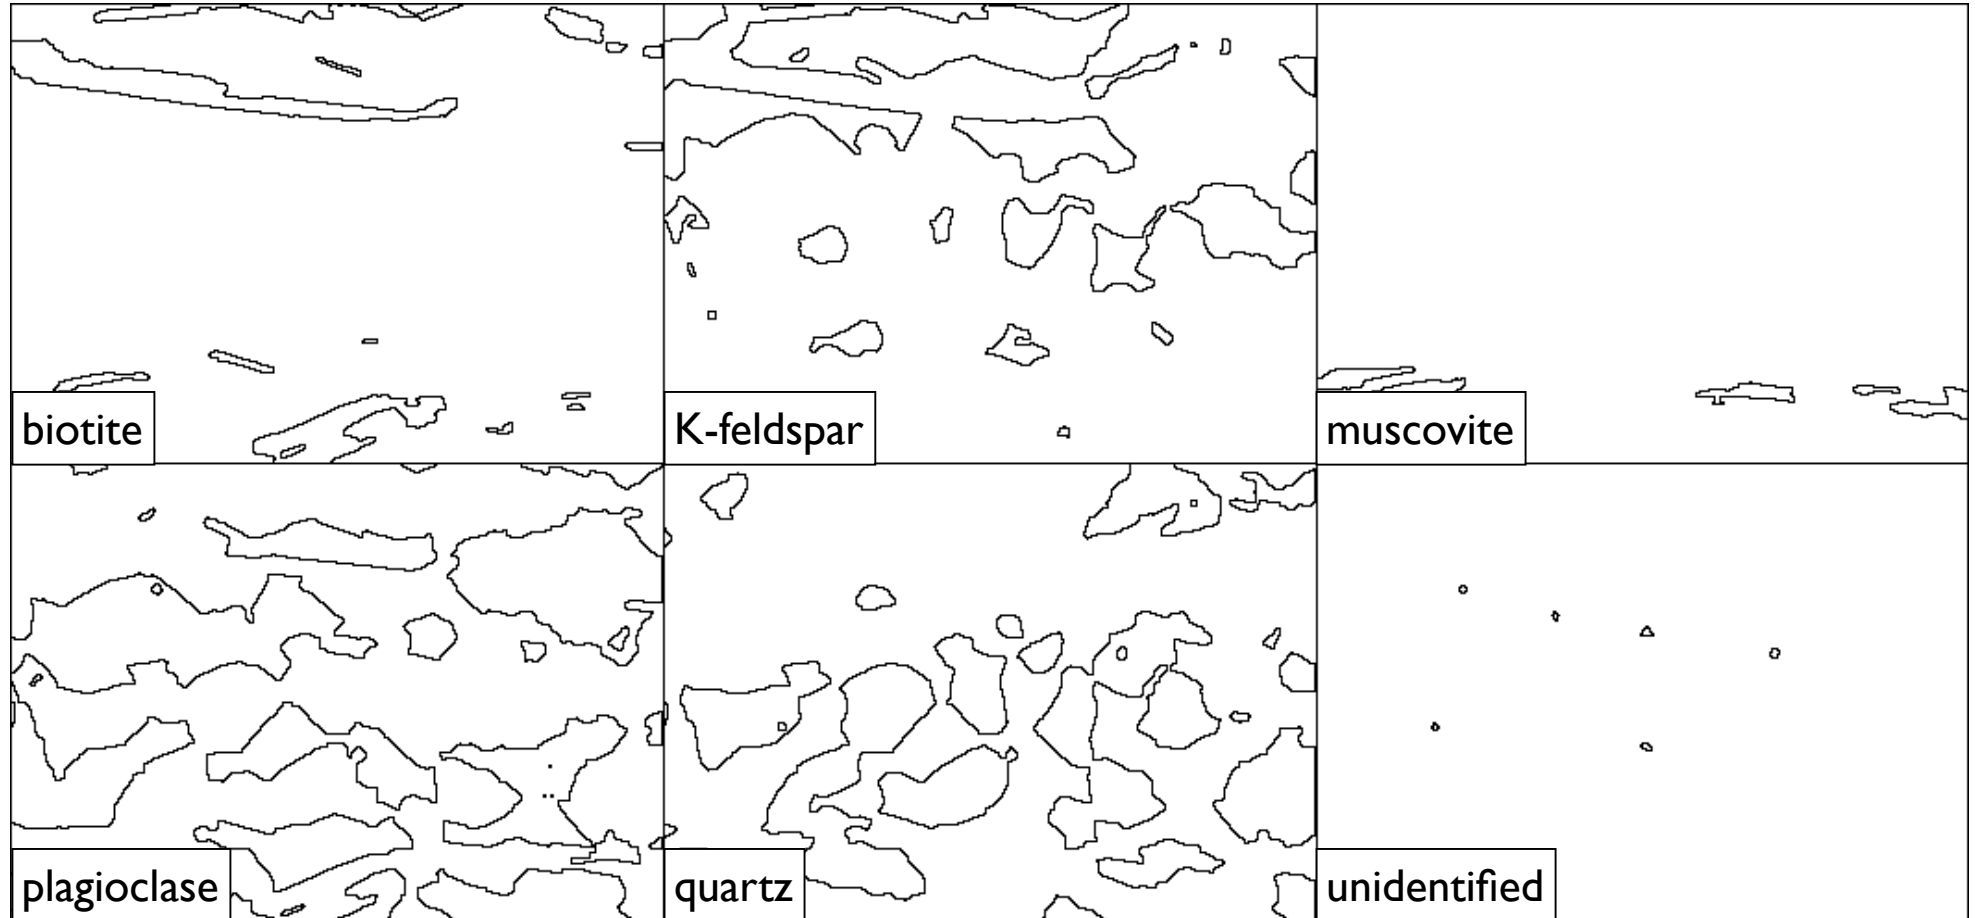 biotite
K-feldspar
muscovite
plagioclase
quartz
unidentified